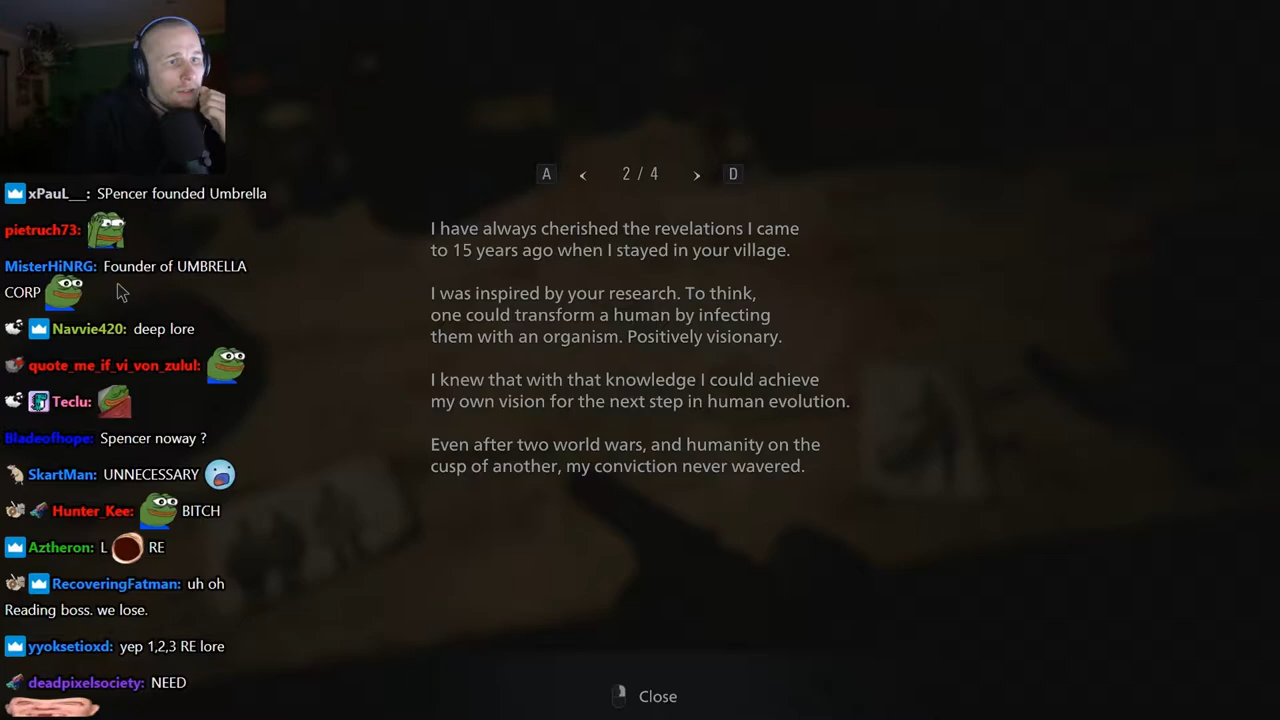 xPauL__: SPencer founded Umbrella
pietruch73:
MisterHiNRG: Founder of UMBRELLA
CORP
Navvie420: deep lore
quote_me_if_vi_von_zulul:
Teclu:
Bladeofhope: Spencer noway ?
SkartMan: UNNECESSARY
Hunter_Kee: BITCH
Aztheron: L RE
RecoveringFatman: uh oh
Reading boss. we lose.
yyoksetioxd: yep 1,2,3 RE lore
deadpixelsociety: NEED
A < 2 / 4 > D
I have always cherished the revelations I came
to 15 years ago when I stayed in your village.
I was inspired by your research. To think,
one could transform a human by infecting
them with an organism. Positively visionary.
I knew that with that knowledge I could achieve
my own vision for the next step in human evolution.
Even after two world wars, and humanity on the
cusp of another, my conviction never wavered.
Close